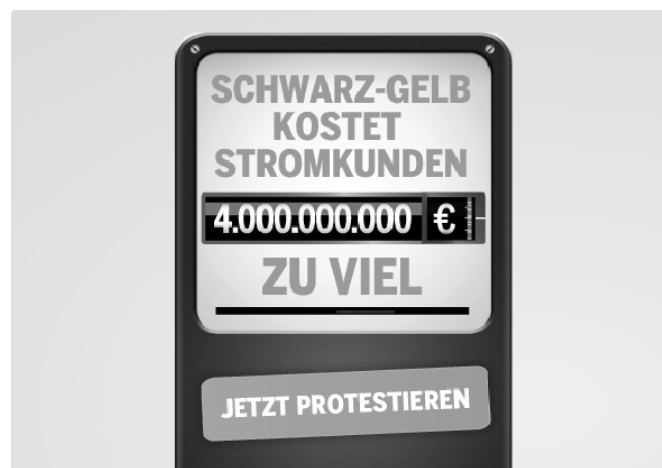 SCHWARZ-GELB
KOSTET
STROMKUNDEN
4.000.000.000 €
ZU VIEL
JETZT PROTESTIEREN